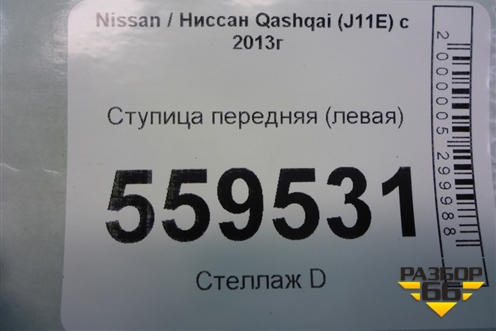 Nissan / Ниссан Qashqai (J11E) с
2013г
Ступица передняя (левая)
559531
Стеллаж D
2000005299988
РАЗБОР
66